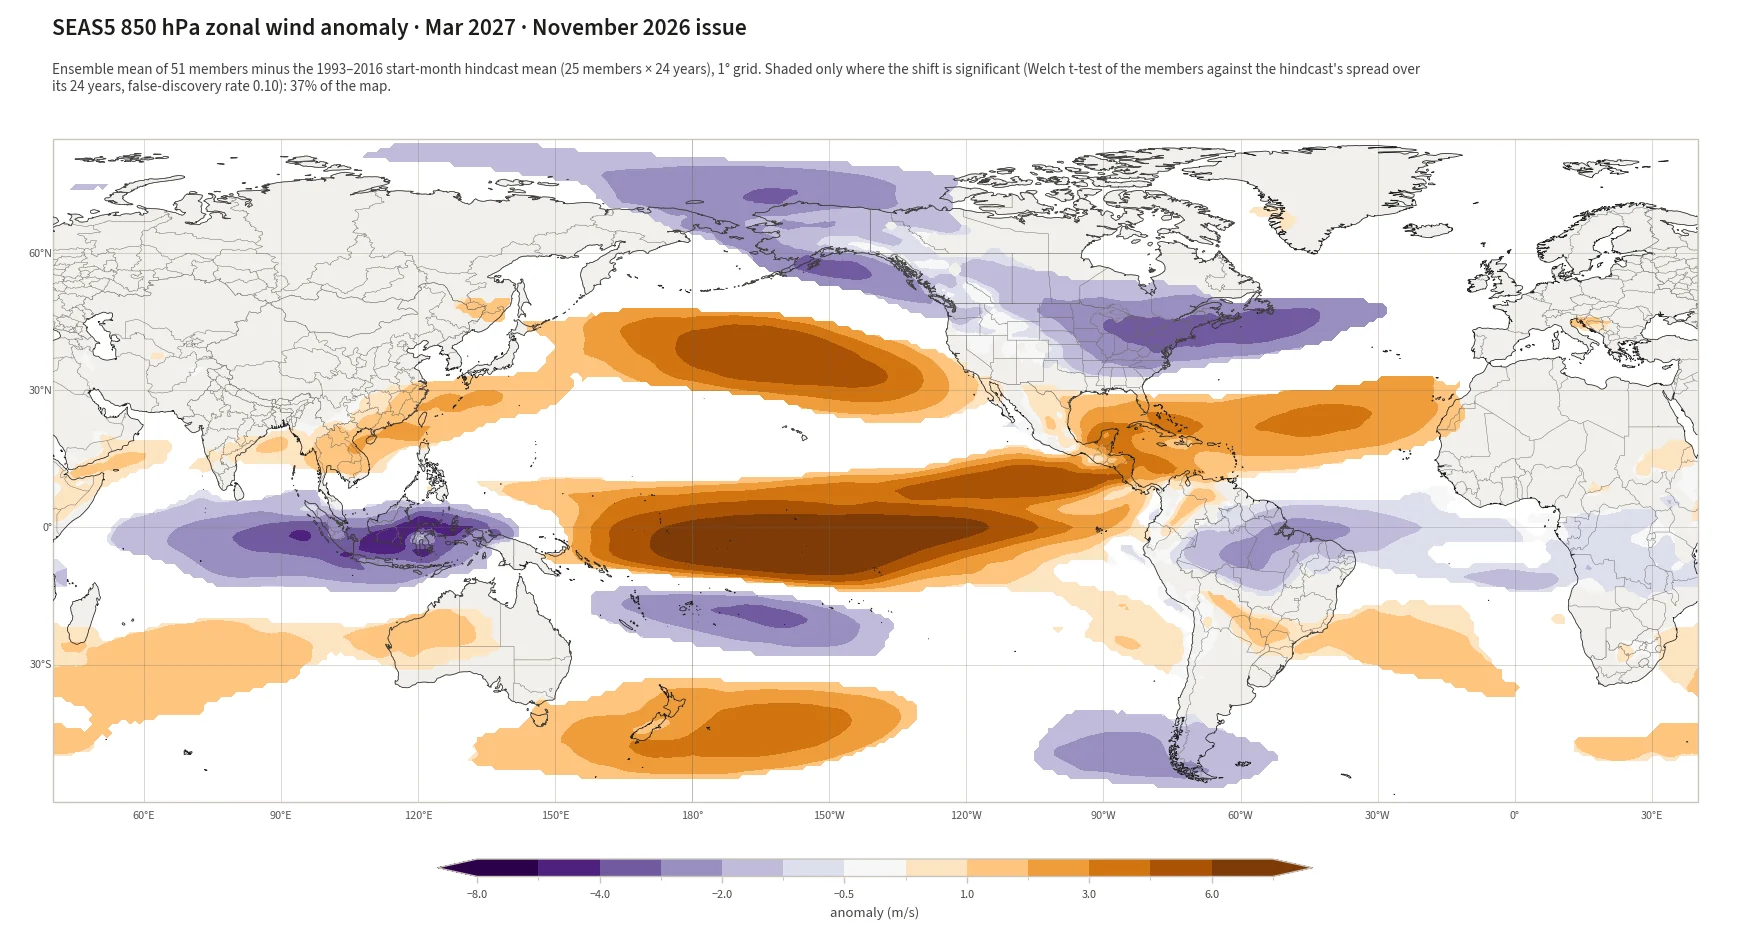 SEAS5 850 hPa zonal wind anomaly · Mar 2027 · November 2026 issue
Ensemble mean of 51 members minus the 1993–2016 start-month hindcast mean (25 members × 24 years), 1° grid. Shaded only where the shift is significant (Welch t-test of the members against the hindcast's spread over
its 24 years, false-discovery rate 0.10): 37% of the map.
60°N
30°N
0°
30°S
60°E 90°E 120°E 150°E 180° 150°W 120°W 90°W 60°W 30°W 0° 30°E
−8.0 −4.0 −2.0 −0.5 1.0 3.0 6.0
anomaly (m/s)